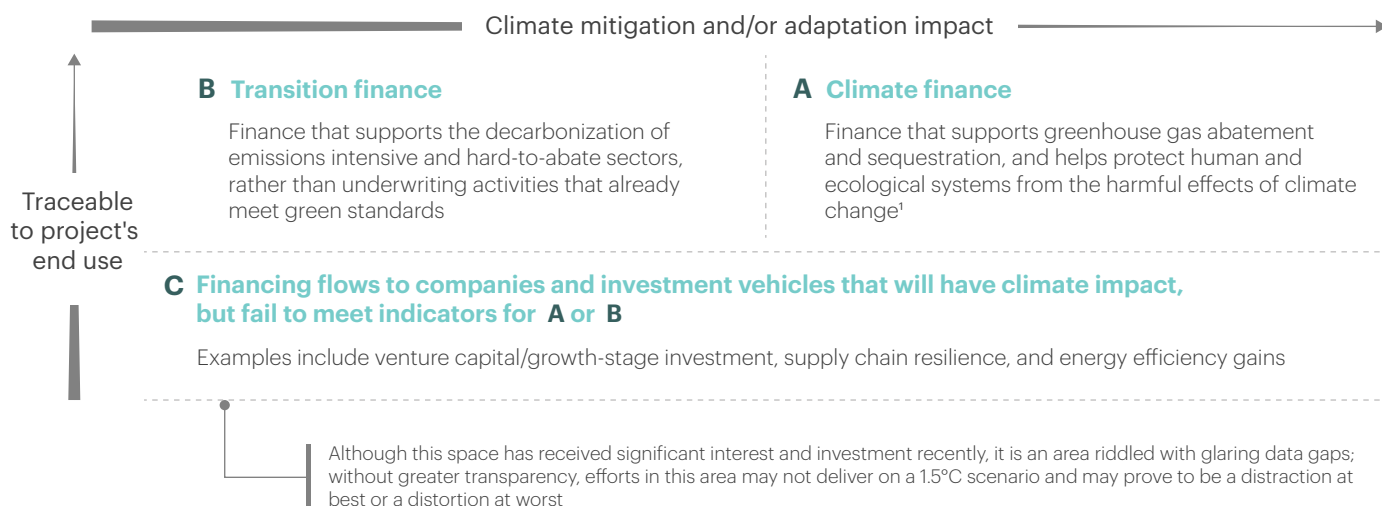 Climate mitigation and/or adaptation impact
Traceable
to project's
end use
B Transition finance
Finance that supports the decarbonization of
emissions intensive and hard-to-abate sectors,
rather than underwriting activities that already
meet green standards
A Climate finance
Finance that supports greenhouse gas abatement
and sequestration, and helps protect human and
ecological systems from the harmful effects of climate
change¹
C Financing flows to companies and investment vehicles that will have climate impact,
but fail to meet indicators for A or B
Examples include venture capital/growth-stage investment, supply chain resilience, and energy efficiency gains
Although this space has received significant interest and investment recently, it is an area riddled with glaring data gaps;
without greater transparency, efforts in this area may not deliver on a 1.5°C scenario and may prove to be a distraction at
best or a distortion at worst